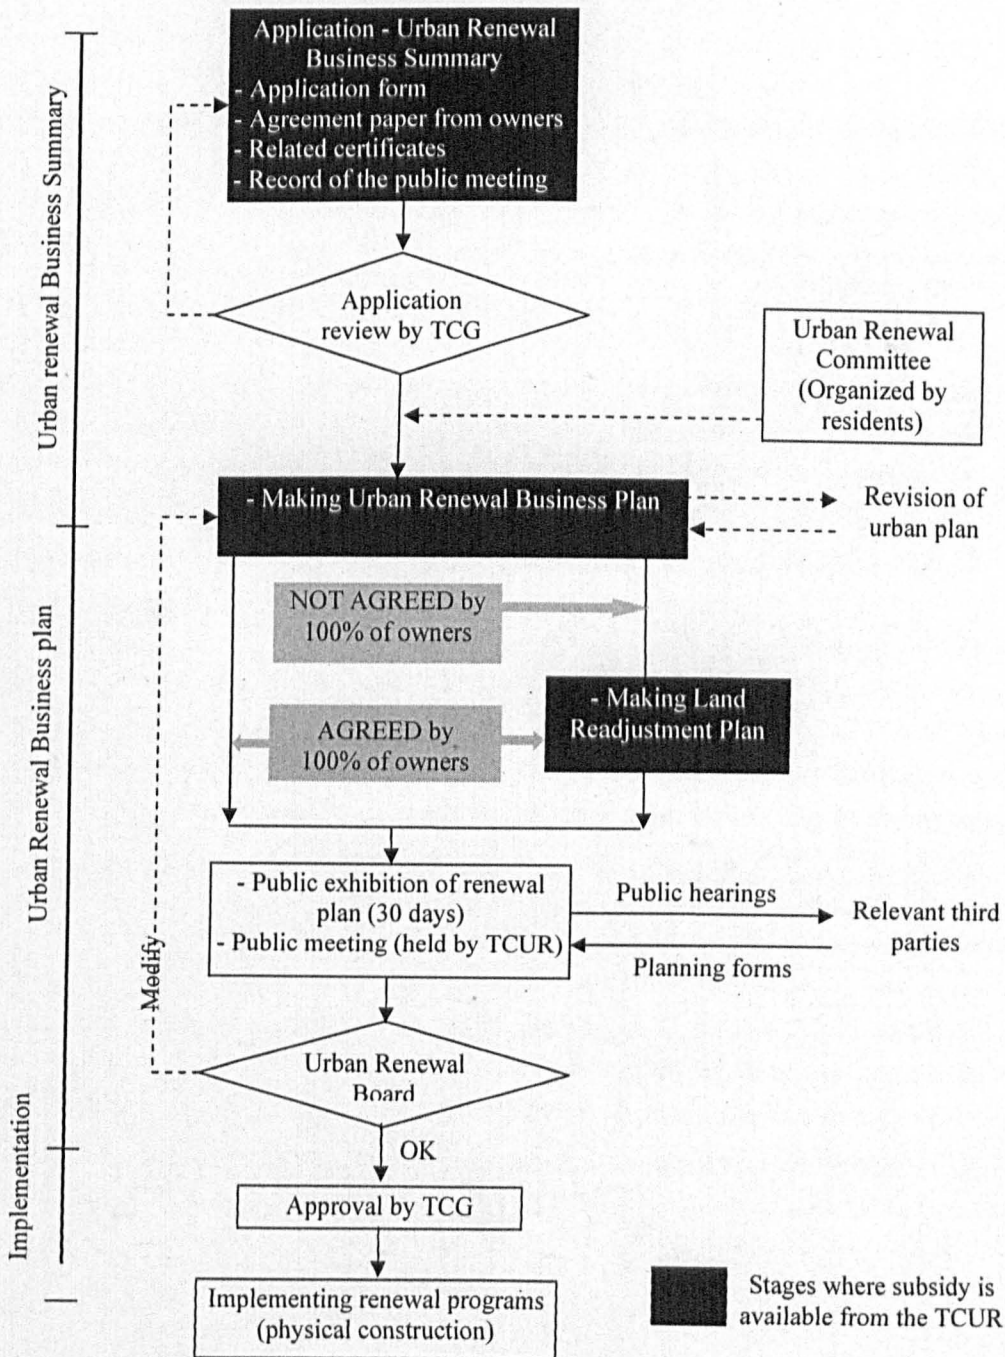 Application - Urban Renewal
Business Summary
- Application form
- Agreement paper from owners
- Related certificates
- Record of the public meeting
Urban renewal Business Summary
Application
review by TCG
Urban Renewal
Committee
(Organized by
residents)
- Making Urban Renewal Business Plan
Revision of
urban plan
NOT AGREED by
100% of owners
Urban Renewal Business plan
- Making Land
Readjustment Plan
AGREED by
100% of owners
- Public exhibition of renewal
plan (30 days)
- Public meeting (held by TCUR)
Public hearings
Relevant third
parties
Planning forms
Modify
Urban Renewal
Board
Implementation
OK
Approval by TCG
Implementing renewal programs
(physical construction)
Stages where subsidy is
available from the TCUR